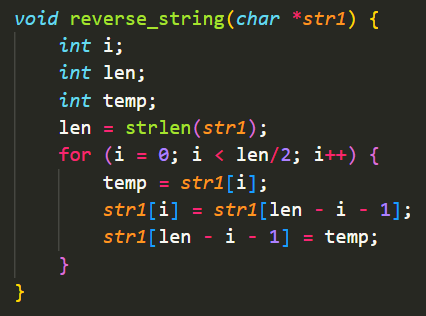 void reverse_string(char *str1) {
    int i;
    int len;
    int temp;
    len = strlen(str1);
    for (i = 0; i < len/2; i++) {
        temp = str1[i];
        str1[i] = str1[len - i - 1];
        str1[len - i - 1] = temp;
    }
}